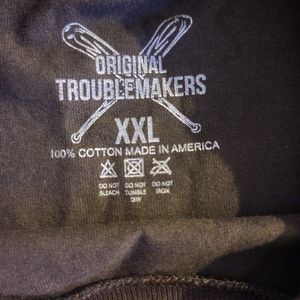 ORIGINAL
TROUBLEMAKERS
XXL
100% COTTON MADE IN AMERICA
DO NOT BLEACH
DO NOT TUMBLE DRY
DO NOT IRON